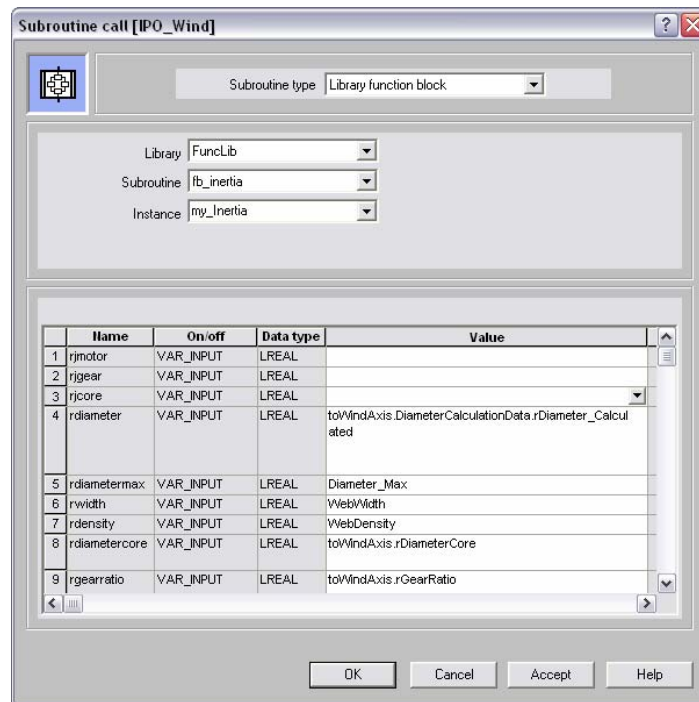 Subroutine call [IPO_Wind]
Subroutine type Library function block
Library FuncLib
Subroutine fb_inertia
Instance my_Inertia
Name On/off Data type Value
1 rjmotor VAR_INPUT LREAL
2 rjgear VAR_INPUT LREAL
3 rjcore VAR_INPUT LREAL
4 rdiameter VAR_INPUT LREAL toWindAxis.DiameterCalculationData.rDiameter_Calcul
ated
5 rdiametermax VAR_INPUT LREAL Diameter_Max
6 rwidth VAR_INPUT LREAL WebWidth
7 rdensity VAR_INPUT LREAL WebDensity
8 rdiametercore VAR_INPUT LREAL toWindAxis.rDiameterCore
9 rgearratio VAR_INPUT LREAL toWindAxis.rGearRatio
OK Cancel Accept Help